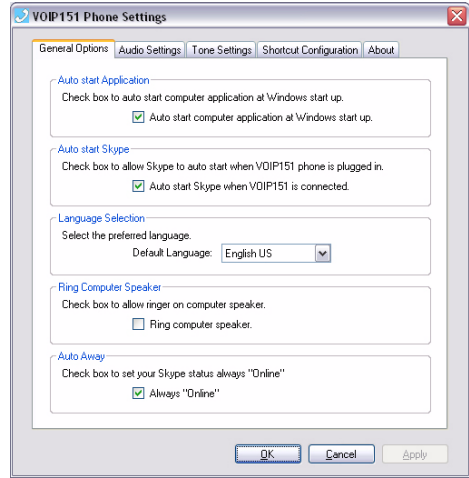 VOIP151 Phone Settings
General Options Audio Settings Tone Settings Shortcut Configuration About
Auto start Application
Check box to auto start computer application at Windows start up.
Auto start computer application at Windows start up.
Auto start Skype
Check box to allow Skype to auto start when VOIP151 phone is plugged in.
Auto start Skype when VOIP151 is connected.
Language Selection
Select the preferred language.
Default Language: English US
Ring Computer Speaker
Check box to allow ringer on computer speaker.
Ring computer speaker.
Auto Away
Check box to set your Skype status always "Online"
Always "Online"
OK Cancel Apply